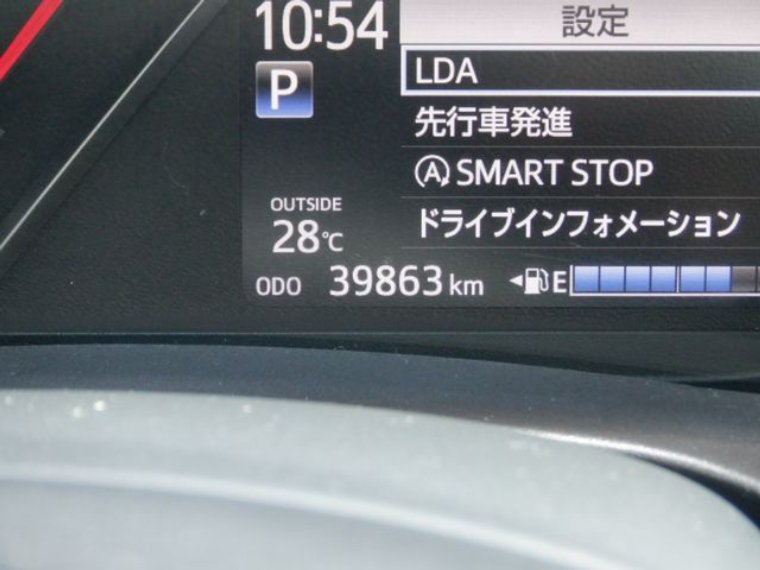 10:54
設定
P
LDA
先行車発進
A SMART STOP
ドライブインフォメーション
OUTSIDE
28℃
ODO 39863 km
E